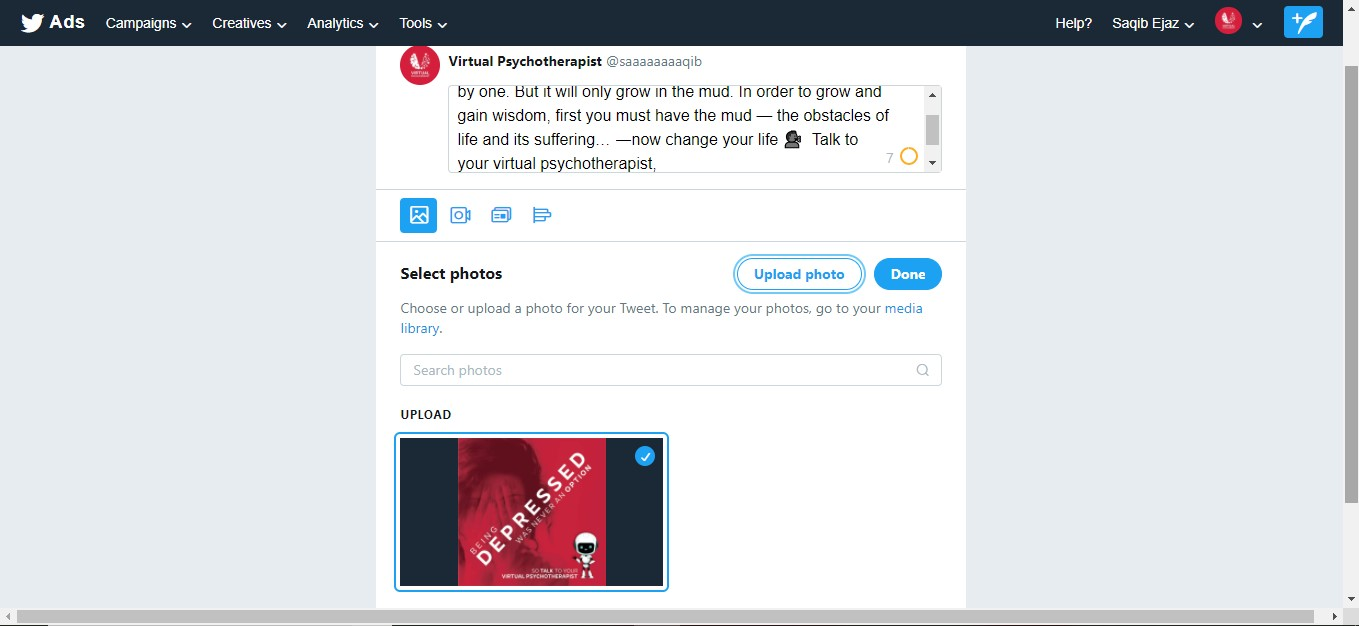 Ads Campaigns Creatives Analytics Tools Help? Saqib Ejaz
Virtual Psychotherapist @saaaaaaaaqib
by one. But it will only grow in the mud. In order to grow and
gain wisdom, first you must have the mud — the obstacles of
life and its suffering... —now change your life 🗣 Talk to
your virtual psychotherapist,
7
Select photos
Upload photo
Done
Choose or upload a photo for your Tweet. To manage your photos, go to your media
library.
Search photos
UPLOAD
BEING
DEPRESSED
WAS NEVER AN OPTION
SO TALK TO YOUR
VIRTUAL PSYCHOTHERAPIST